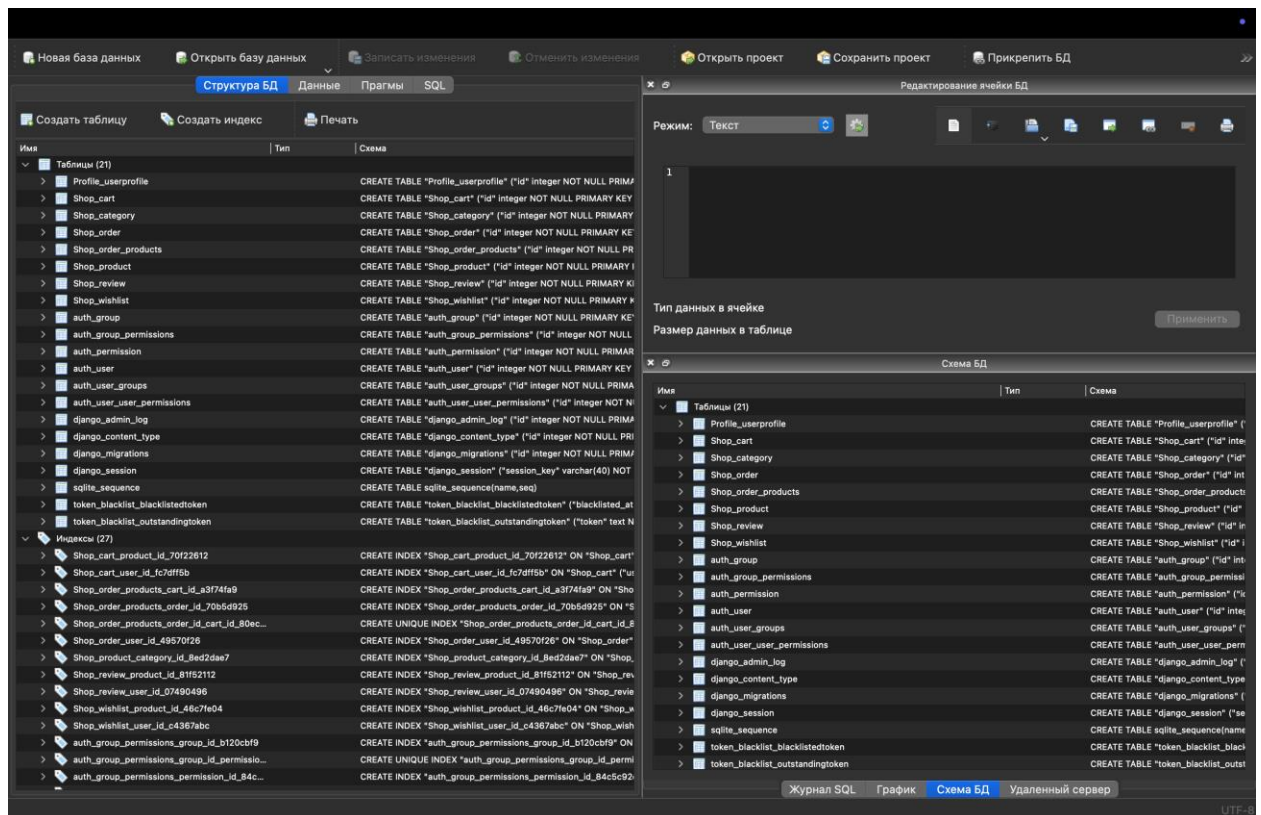 Новая база данных Открыть базу данных Записать изменения Отменить изменения Открыть проект Сохранить проект Прикрепить БД
Структура БД Данные Прагмы SQL
Создать таблицу Создать индекс Печать
Имя Тип Схема
Таблицы (21)
Profile_userprofile CREATE TABLE "Profile_userprofile" ("id" integer NOT NULL PRIMA
Shop_cart CREATE TABLE "Shop_cart" ("id" integer NOT NULL PRIMARY KEY
Shop_category CREATE TABLE "Shop_category" ("id" integer NOT NULL PRIMARY
Shop_order CREATE TABLE "Shop_order" ("id" integer NOT NULL PRIMARY KE
Shop_order_products CREATE TABLE "Shop_order_products" ("id" integer NOT NULL PR
Shop_product CREATE TABLE "Shop_product" ("id" integer NOT NULL PRIMARY
Shop_review CREATE TABLE "Shop_review" ("id" integer NOT NULL PRIMARY KE
Shop_wishlist CREATE TABLE "Shop_wishlist" ("id" integer NOT NULL PRIMARY K
auth_group CREATE TABLE "auth_group" ("id" integer NOT NULL PRIMARY KE
auth_group_permissions CREATE TABLE "auth_group_permissions" ("id" integer NOT NULL
auth_permission CREATE TABLE "auth_permission" ("id" integer NOT NULL PRIMAR
auth_user CREATE TABLE "auth_user" ("id" integer NOT NULL PRIMARY KEY
auth_user_groups CREATE TABLE "auth_user_groups" ("id" integer NOT NULL PRIMA
auth_user_user_permissions CREATE TABLE "auth_user_user_permissions" ("id" integer NOT N
django_admin_log CREATE TABLE "django_admin_log" ("id" integer NOT NULL PRIMA
django_content_type CREATE TABLE "django_content_type" ("id" integer NOT NULL PRI
django_migrations CREATE TABLE "django_migrations" ("id" integer NOT NULL PRIMA
django_session CREATE TABLE "django_session" ("session_key" varchar(40) NOT
sqlite_sequence CREATE TABLE sqlite_sequence(name,seq)
token_blacklist_blacklistedtoken CREATE TABLE "token_blacklist_blacklistedtoken" ("blacklisted_at
token_blacklist_outstandingtoken CREATE TABLE "token_blacklist_outstandingtoken" ("token" text N
Индексы (27)
Shop_cart_product_id_70f22612 CREATE INDEX "Shop_cart_product_id_70f22612" ON "Shop_cart"
Shop_cart_user_id_fc7dff5b CREATE INDEX "Shop_cart_user_id_fc7dff5b" ON "Shop_cart" ("us
Shop_order_products_cart_id_a3f74fa9 CREATE INDEX "Shop_order_products_cart_id_a3f74fa9" ON "Sho
Shop_order_products_order_id_70b5d925 CREATE INDEX "Shop_order_products_order_id_70b5d925" ON "S
Shop_order_products_order_id_cart_id_80ec... CREATE UNIQUE INDEX "Shop_order_products_order_id_cart_id_8
Shop_order_user_id_49570f26 CREATE INDEX "Shop_order_user_id_49570f26" ON "Shop_order"
Shop_product_category_id_8ed2dae7 CREATE INDEX "Shop_product_category_id_8ed2dae7" ON "Shop_
Shop_review_product_id_81f52112 CREATE INDEX "Shop_review_product_id_81f52112" ON "Shop_rev
Shop_review_user_id_07490496 CREATE INDEX "Shop_review_user_id_07490496" ON "Shop_revie
Shop_wishlist_product_id_46c7fe04 CREATE INDEX "Shop_wishlist_product_id_46c7fe04" ON "Shop_w
Shop_wishlist_user_id_c4367abc CREATE INDEX "Shop_wishlist_user_id_c4367abc" ON "Shop_wish
auth_group_permissions_group_id_b120cbf9 CREATE INDEX "auth_group_permissions_group_id_b120cbf9" ON
auth_group_permissions_group_id_permissio... CREATE UNIQUE INDEX "auth_group_permissions_group_id_permi
auth_group_permissions_permission_id_84c... CREATE INDEX "auth_group_permissions_permission_id_84c5c92
Редактирование ячейки БД
Режим: Текст
1
Тип данных в ячейке
Применить
Размер данных в таблице
Схема БД
Имя Тип Схема
Таблицы (21)
Profile_userprofile CREATE TABLE "Profile_userprofile" ("
Shop_cart CREATE TABLE "Shop_cart" ("id" inte
Shop_category CREATE TABLE "Shop_category" ("id"
Shop_order CREATE TABLE "Shop_order" ("id" int
Shop_order_products CREATE TABLE "Shop_order_products
Shop_product CREATE TABLE "Shop_product" ("id"
Shop_review CREATE TABLE "Shop_review" ("id" in
Shop_wishlist CREATE TABLE "Shop_wishlist" ("id" i
auth_group CREATE TABLE "auth_group" ("id" int
auth_group_permissions CREATE TABLE "auth_group_permissi
auth_permission CREATE TABLE "auth_permission" ("id
auth_user CREATE TABLE "auth_user" ("id" integ
auth_user_groups CREATE TABLE "auth_user_groups" ("
auth_user_user_permissions CREATE TABLE "auth_user_user_perm
django_admin_log CREATE TABLE "django_admin_log" ("
django_content_type CREATE TABLE "django_content_type
django_migrations CREATE TABLE "django_migrations" (
django_session CREATE TABLE "django_session" ("se
sqlite_sequence CREATE TABLE sqlite_sequence(name
token_blacklist_blacklistedtoken CREATE TABLE "token_blacklist_black
token_blacklist_outstandingtoken CREATE TABLE "token_blacklist_outst
Журнал SQL График Схема БД Удаленный сервер
UTF-8